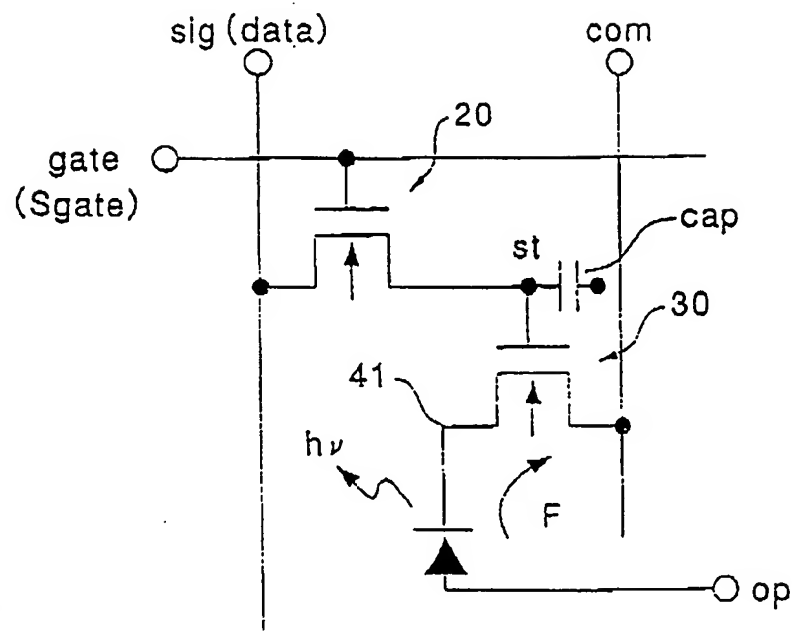 sig (data)
com
20
gate
(Sgate)
cap
st
30
41
hν
F
op